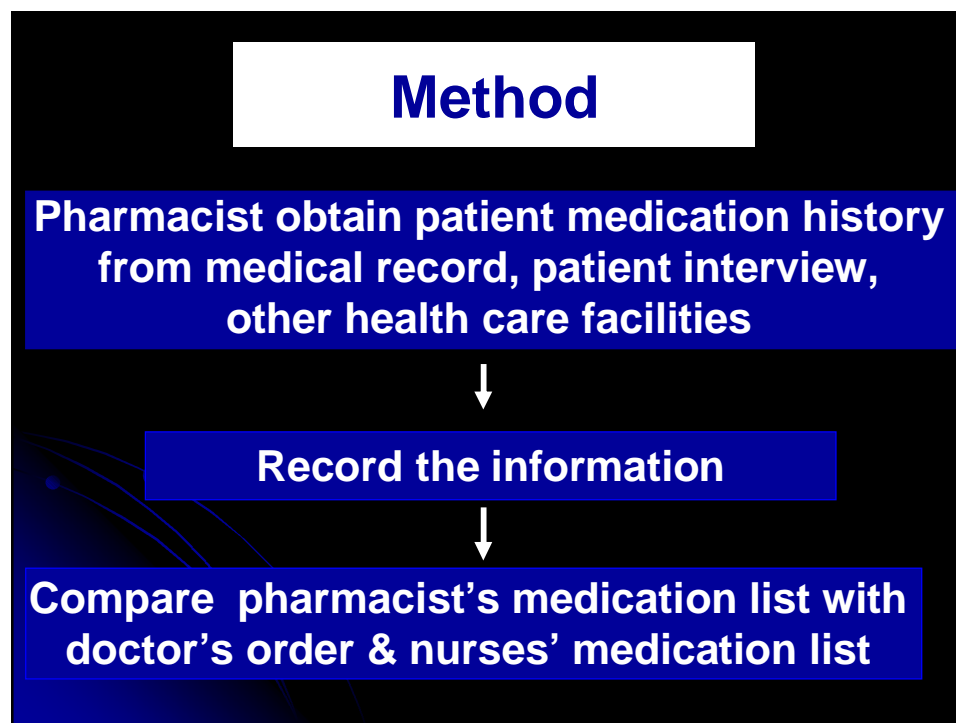 Method
Pharmacist obtain patient medication history
from medical record, patient interview,
other health care facilities
Record the information
Compare  pharmacist’s medication list with
doctor’s order & nurses’ medication list